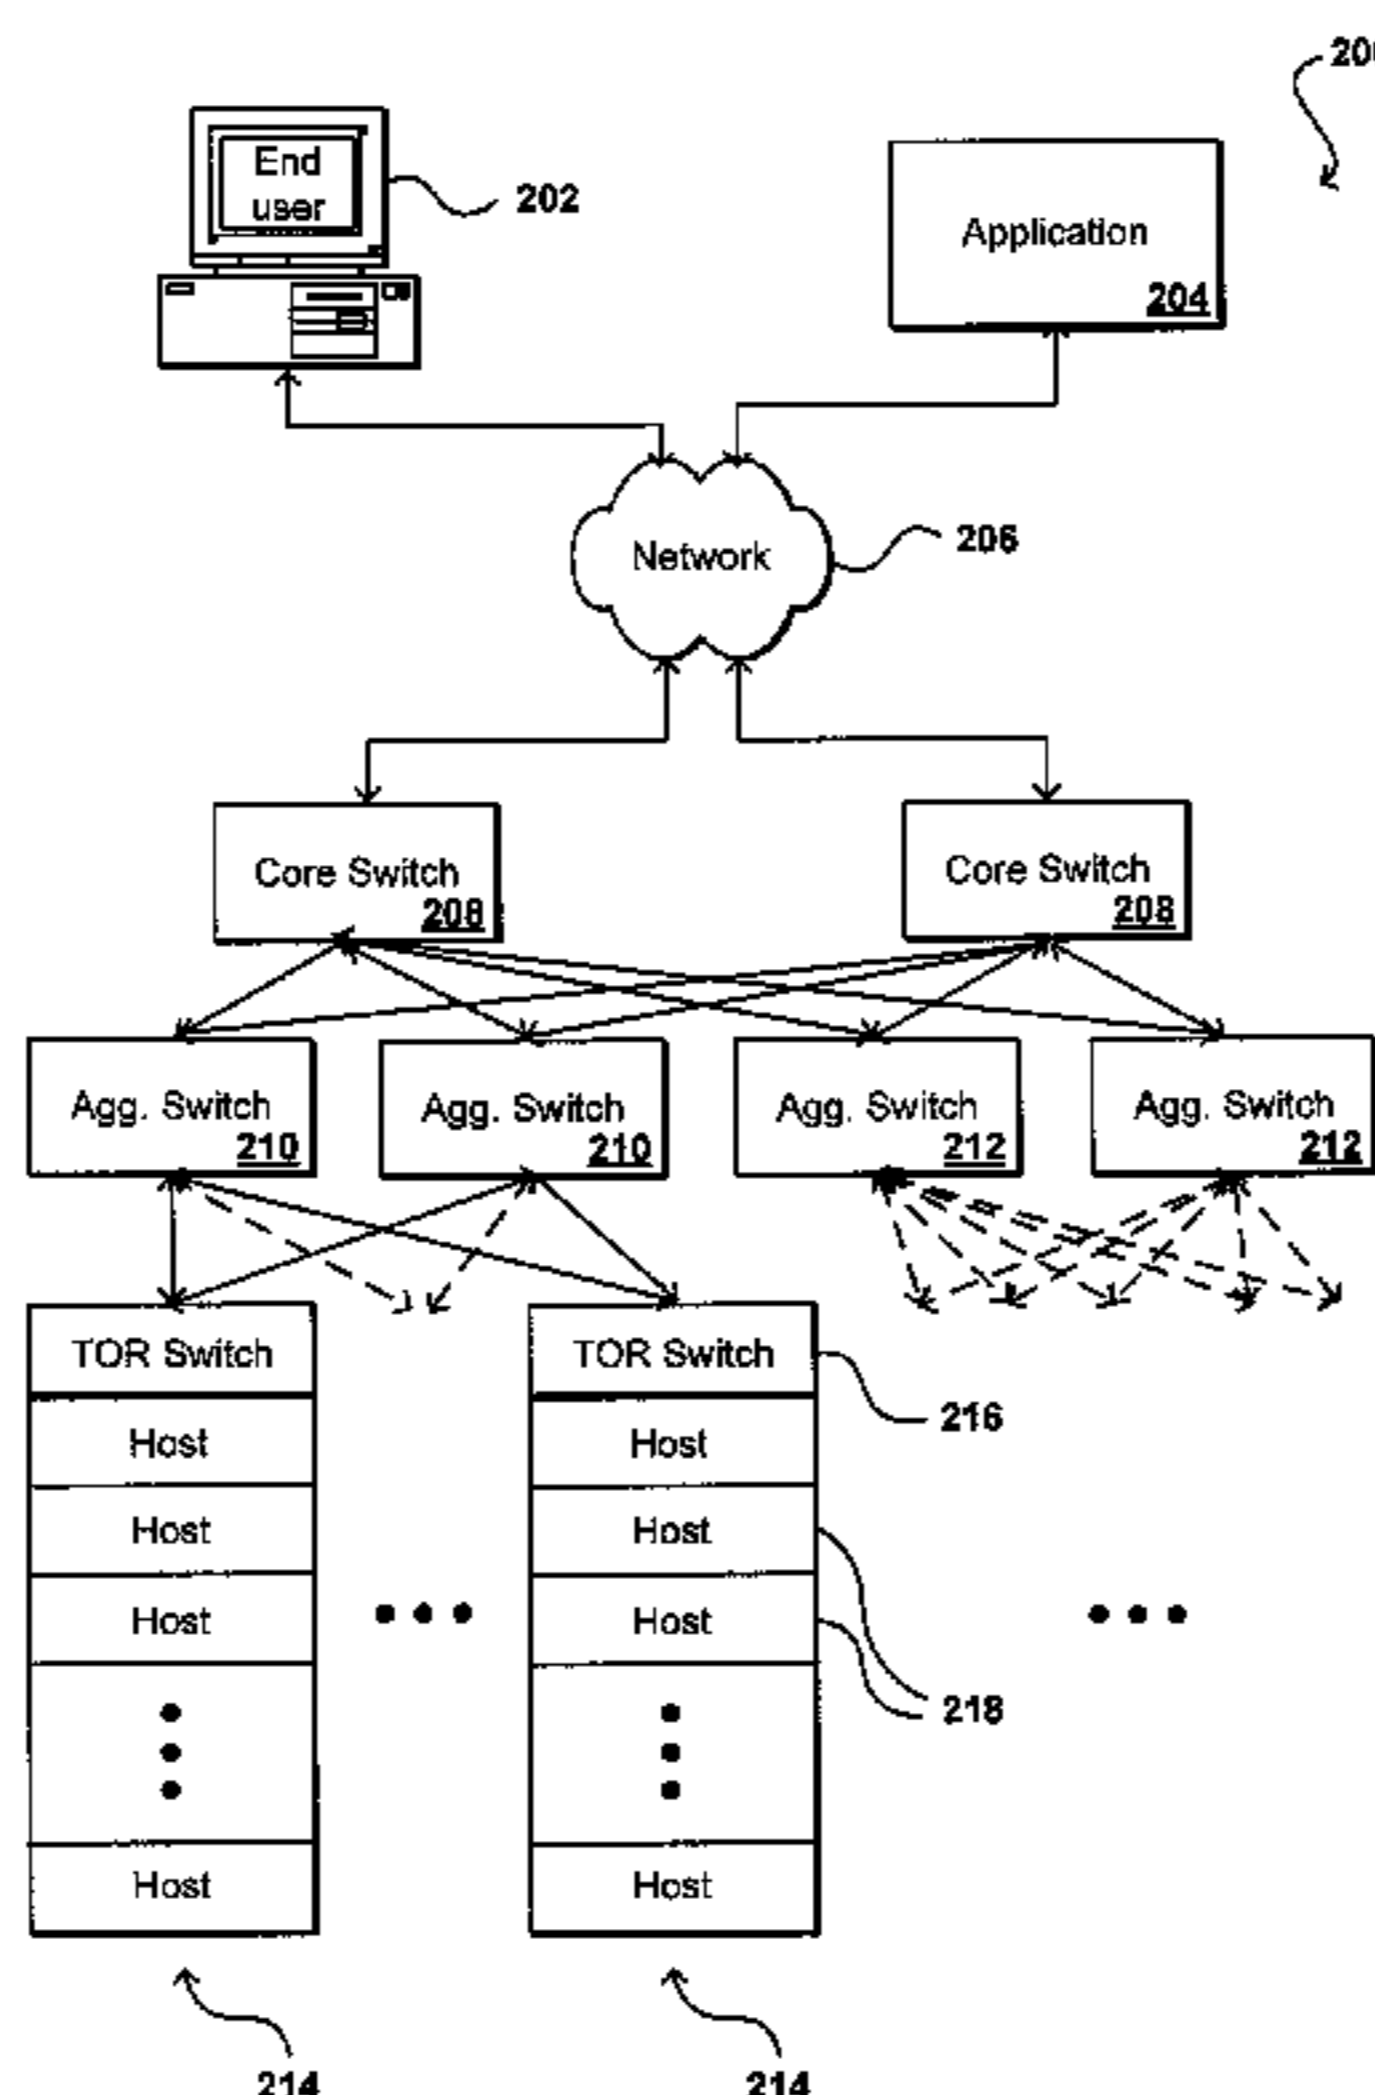 200
End
user
202
Application
204
Network
206
Core Switch
208
Core Switch
208
Agg. Switch
210
Agg. Switch
210
Agg. Switch
212
Agg. Switch
212
TOR Switch
TOR Switch
216
Host
Host
Host
Host
Host
Host
218
Host
Host
214
214